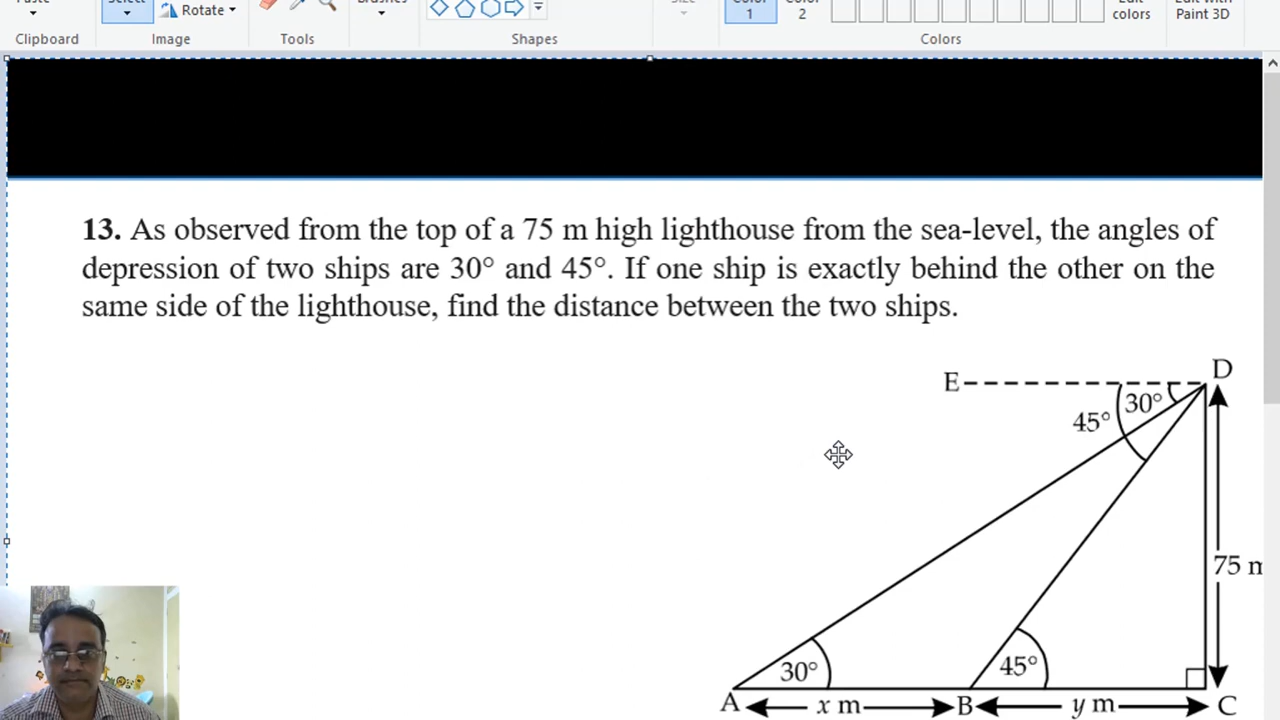 Rotate
Edit
colors
Paint 3D
Clipboard
Image
Tools
Shapes
Colors
1
2
13. As observed from the top of a 75 m high lighthouse from the sea-level, the angles of
depression of two ships are 30° and 45°. If one ship is exactly behind the other on the
same side of the lighthouse, find the distance between the two ships.
D
E
30°
45°
75 m
30°
45°
A
x m
B
y m
C